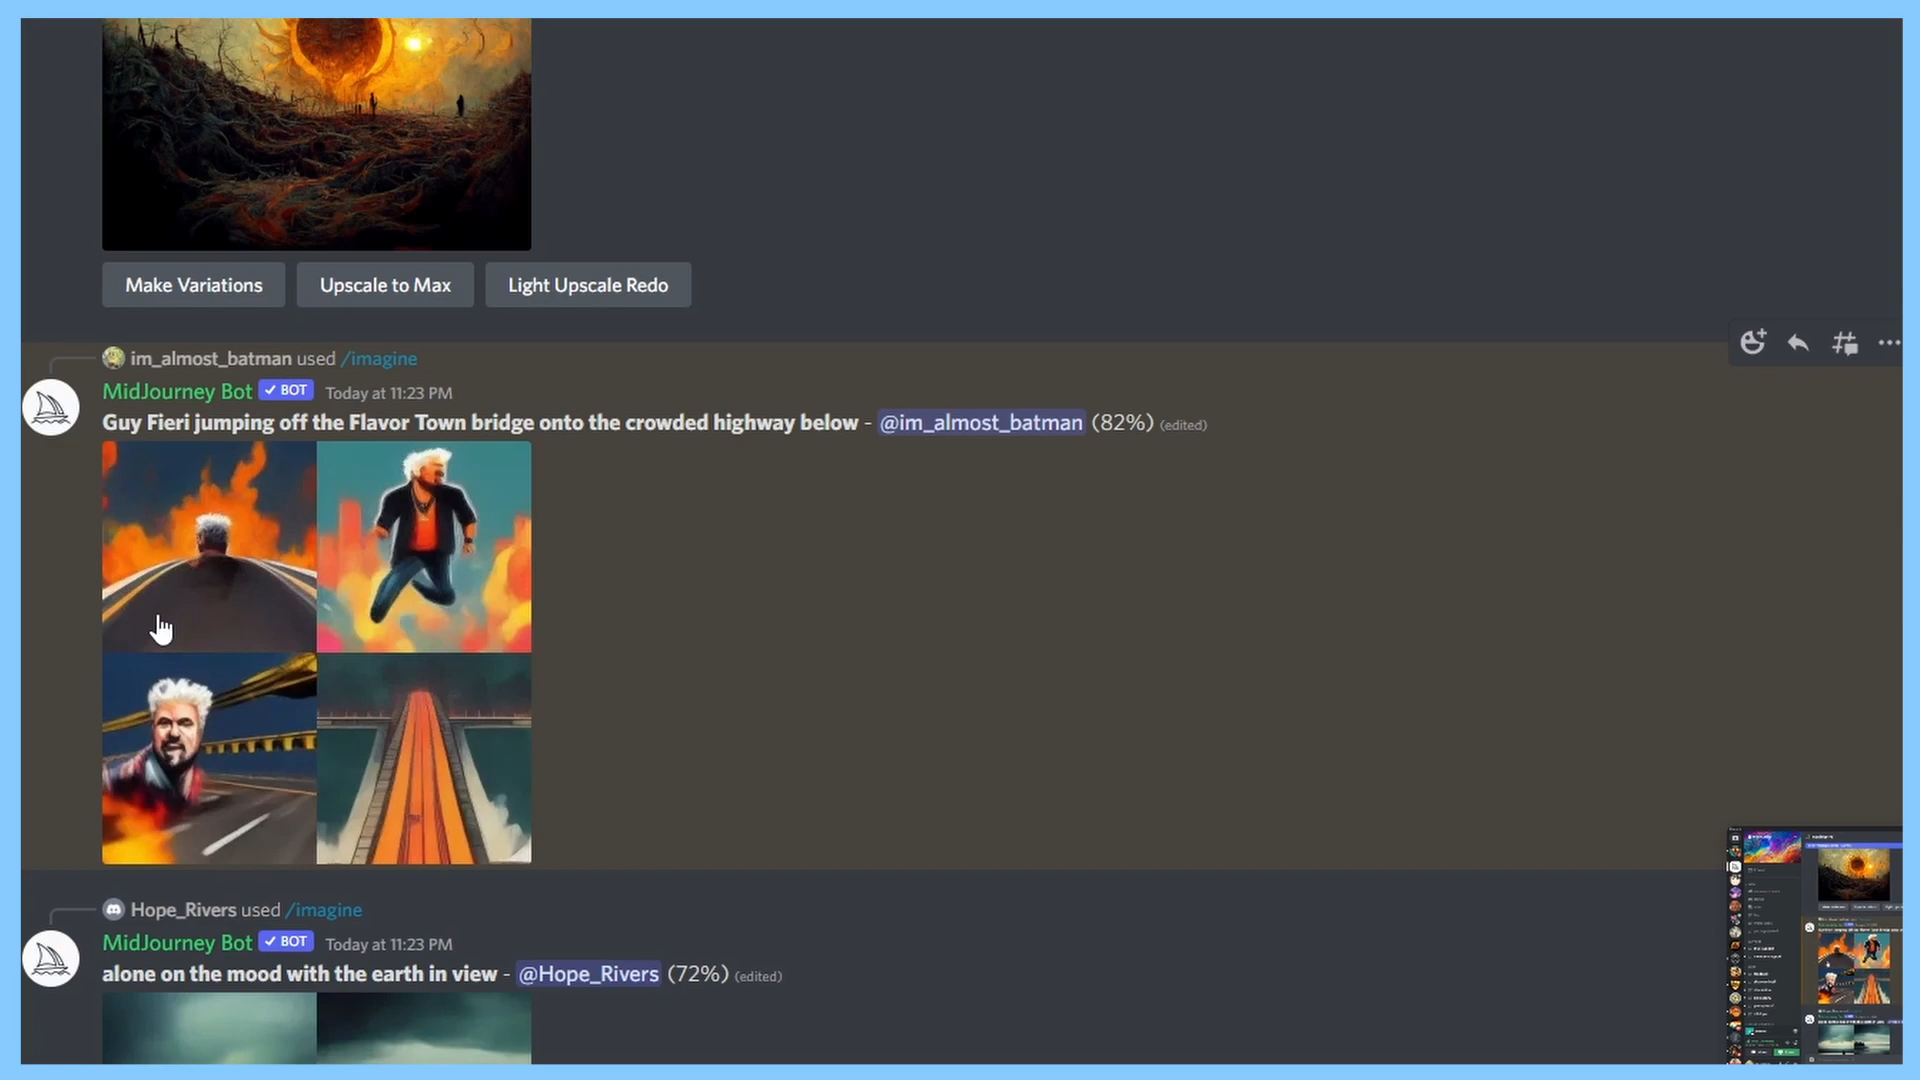 Make Variations
Upscale to Max
Light Upscale Redo
im_almost_batman used /imagine
MidJourney Bot ✓ BOT Today at 11:23 PM
Guy Fieri jumping off the Flavor Town bridge onto the crowded highway below - @im_almost_batman (82%) (edited)
Hope_Rivers used /imagine
MidJourney Bot ✓ BOT Today at 11:23 PM
alone on the mood with the earth in view - @Hope_Rivers (72%) (edited)